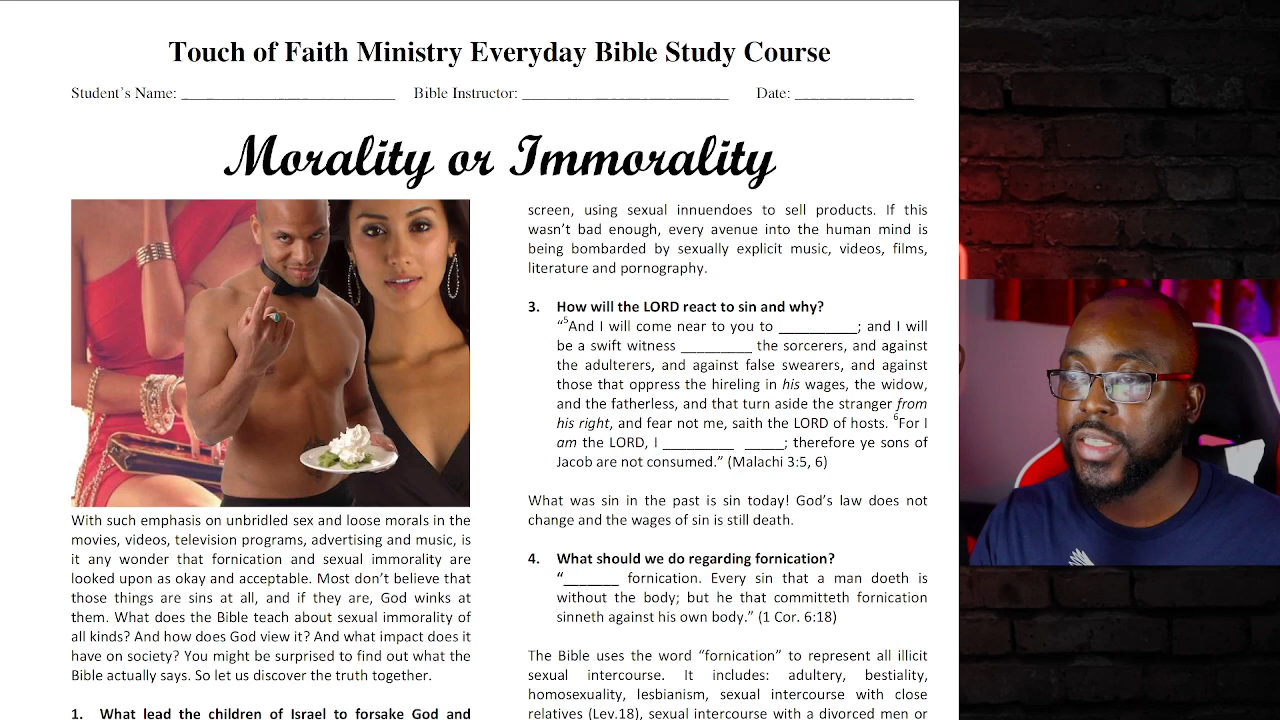 Touch of Faith Ministry Everyday Bible Study Course
Student's Name: _______________ Bible Instructor: _______________ Date: _______________
Morality or Immorality
With such emphasis on unbridled sex and loose morals in the
movies, videos, television programs, advertising and music, is
it any wonder that fornication and sexual immorality are
looked upon as okay and acceptable. Most don't believe that
those things are sins at all, and if they are, God winks at
them. What does the Bible teach about sexual immorality of
all kinds? And how does God view it? And what impact does it
have on society? You might be surprised to find out what the
Bible actually says. So let us discover the truth together.
1. What lead the children of Israel to forsake God and
screen, using sexual innuendoes to sell products. If this
wasn't bad enough, every avenue into the human mind is
being bombarded by sexually explicit music, videos, films,
literature and pornography.
3. How will the LORD react to sin and why?
"5And I will come near to you to __________; and I will
be a swift witness _________ the sorcerers, and against
the adulterers, and against false swearers, and against
those that oppress the hireling in his wages, the widow,
and the fatherless, and that turn aside the stranger from
his right, and fear not me, saith the LORD of hosts. 6For I
am the LORD, I _________ _____; therefore ye sons of
Jacob are not consumed." (Malachi 3:5, 6)
What was sin in the past is sin today! God's law does not
change and the wages of sin is still death.
4. What should we do regarding fornication?
"_______ fornication. Every sin that a man doeth is
without the body; but he that committeth fornication
sinneth against his own body." (1 Cor. 6:18)
The Bible uses the word "fornication" to represent all illicit
sexual intercourse. It includes: adultery, bestiality,
homosexuality, lesbianism, sexual intercourse with close
relatives (Lev.18), sexual intercourse with a divorced men or